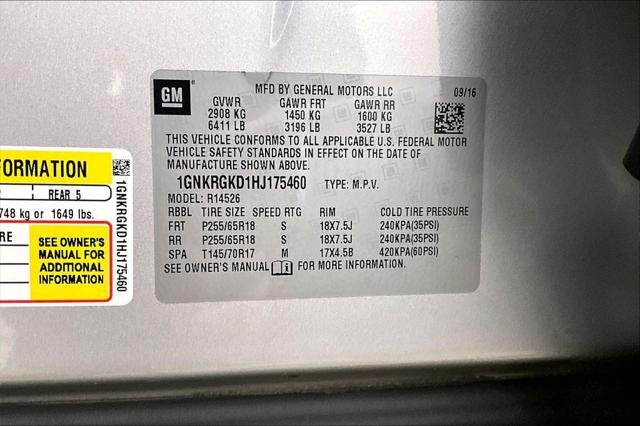 GM
MFD BY GENERAL MOTORS LLC
09/16
GVWR GAWR FRT GAWR RR
2908 KG 1450 KG 1600 KG
6411 LB 3196 LB 3527 LB
THIS VEHICLE CONFORMS TO ALL APPLICABLE U.S. FEDERAL MOTOR
VEHICLE SAFETY STANDARDS IN EFFECT ON THE DATE OF
MANUFACTURE SHOWN ABOVE.
1GNKRGKD1HJ175460 TYPE: M.P.V.
MODEL: R14526
RBBL TIRE SIZE SPEED RTG RIM COLD TIRE PRESSURE
FRT P255/65R18 S 18X7.5J 240KPA(35PSI)
RR P255/65R18 S 18X7.5J 240KPA(35PSI)
SPA T145/70R17 M 17X4.5B 420KPA(60PSI)
SEE OWNER'S MANUAL FOR MORE INFORMATION.
FORMATION
REAR 5
748 kg or 1649 lbs.
RE
SEE OWNER'S
MANUAL FOR
ADDITIONAL
INFORMATION
1GNKRGKD1HJ175460